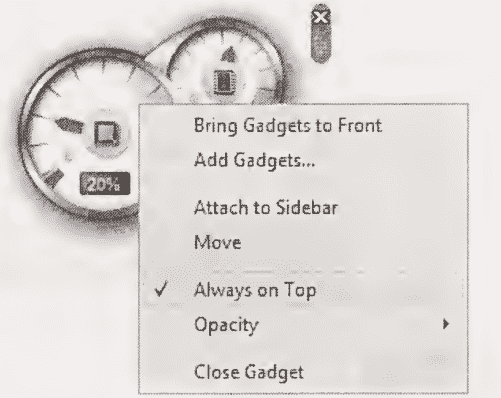 20%
Bring Gadgets to Front
Add Gadgets...
Attach to Sidebar
Move
Always on Top
Opacity
Close Gadget